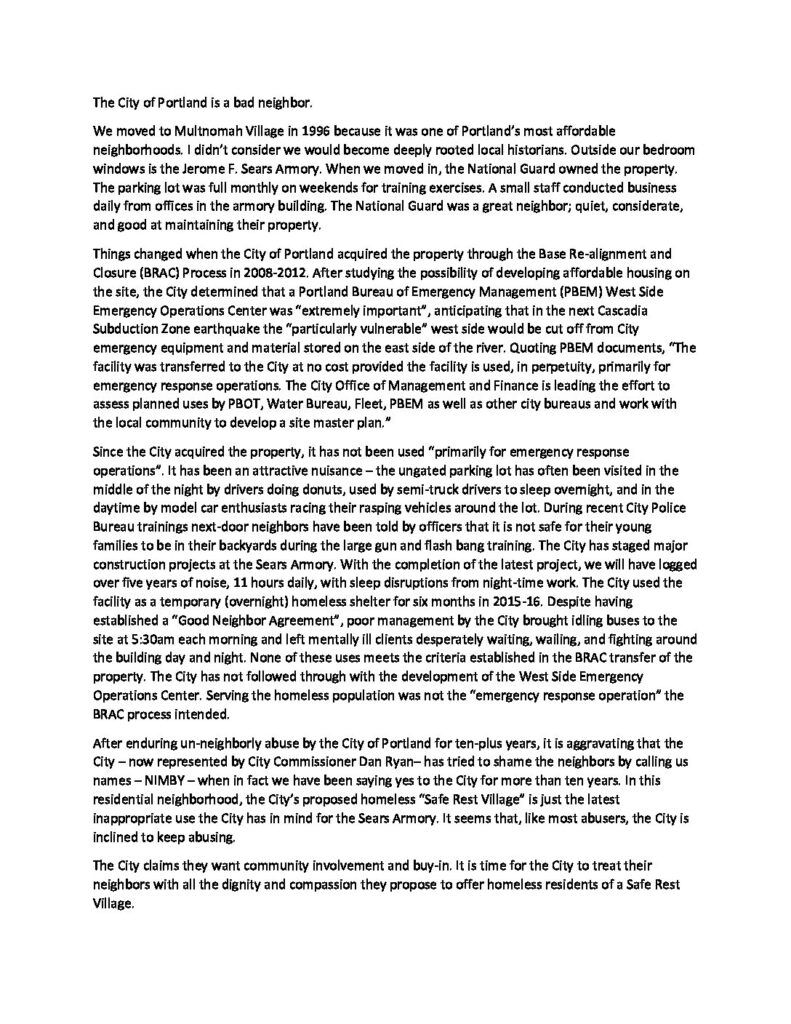 The City of Portland is a bad neighbor.
We moved to Multnomah Village in 1996 because it was one of Portland's most affordable
neighborhoods. I didn't consider we would become deeply rooted local historians. Outside our bedroom
windows is the Jerome F. Sears Armory. When we moved in, the National Guard owned the property.
The parking lot was full monthly on weekends for training exercises. A small staff conducted business
daily from offices in the armory building. The National Guard was a great neighbor; quiet, considerate,
and good at maintaining their property.
Things changed when the City of Portland acquired the property through the Base Re-alignment and
Closure (BRAC) Process in 2008-2012. After studying the possibility of developing affordable housing on
the site, the City determined that a Portland Bureau of Emergency Management (PBEM) West Side
Emergency Operations Center was "extremely important", anticipating that in the next Cascadia
Subduction Zone earthquake the "particularly vulnerable" west side would be cut off from City
emergency equipment and material stored on the east side of the river. Quoting PBEM documents, "The
facility was transferred to the City at no cost provided the facility is used, in perpetuity, primarily for
emergency response operations. The City Office of Management and Finance is leading the effort to
assess planned uses by PBOT, Water Bureau, Fleet, PBEM as well as other city bureaus and work with
the local community to develop a site master plan."
Since the City acquired the property, it has not been used "primarily for emergency response
operations". It has been an attractive nuisance – the ungated parking lot has often been visited in the
middle of the night by drivers doing donuts, used by semi-truck drivers to sleep overnight, and in the
daytime by model car enthusiasts racing their rasping vehicles around the lot. During recent City Police
Bureau trainings next-door neighbors have been told by officers that it is not safe for their young
families to be in their backyards during the large gun and flash bang training. The City has staged major
construction projects at the Sears Armory. With the completion of the latest project, we will have logged
over five years of noise, 11 hours daily, with sleep disruptions from night-time work. The City used the
facility as a temporary (overnight) homeless shelter for six months in 2015-16. Despite having
established a "Good Neighbor Agreement", poor management by the City brought idling buses to the
site at 5:30am each morning and left mentally ill clients desperately waiting, wailing, and fighting around
the building day and night. None of these uses meets the criteria established in the BRAC transfer of the
property. The City has not followed through with the development of the West Side Emergency
Operations Center. Serving the homeless population was not the "emergency response operation" the
BRAC process intended.
After enduring un-neighborly abuse by the City of Portland for ten-plus years, it is aggravating that the
City – now represented by City Commissioner Dan Ryan– has tried to shame the neighbors by calling us
names – NIMBY – when in fact we have been saying yes to the City for more than ten years. In this
residential neighborhood, the City's proposed homeless "Safe Rest Village" is just the latest
inappropriate use the City has in mind for the Sears Armory. It seems that, like most abusers, the City is
inclined to keep abusing.
The City claims they want community involvement and buy-in. It is time for the City to treat their
neighbors with all the dignity and compassion they propose to offer homeless residents of a Safe Rest
Village.